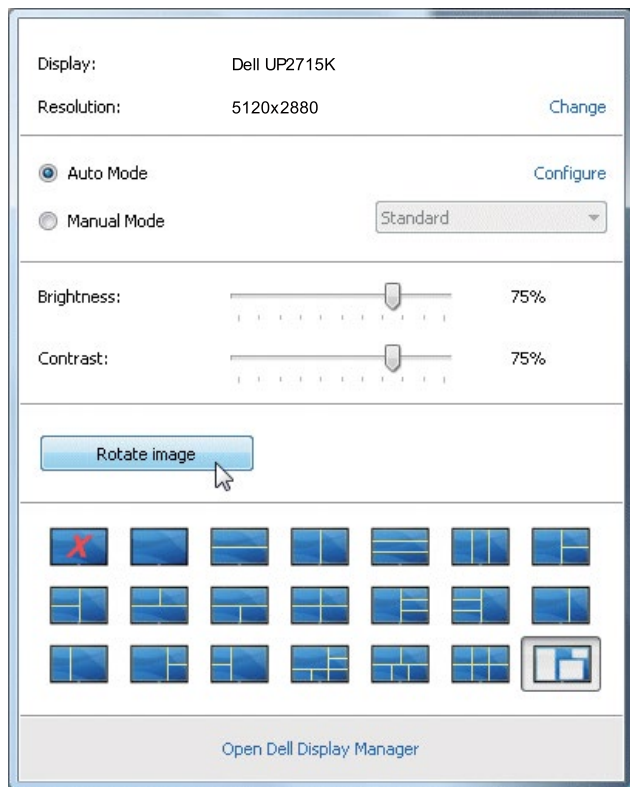 Display: Dell UP2715K
Resolution: 5120x2880 Change
Auto Mode Configure
Manual Mode Standard
Brightness: 75%
Contrast: 75%
Rotate image
Open Dell Display Manager